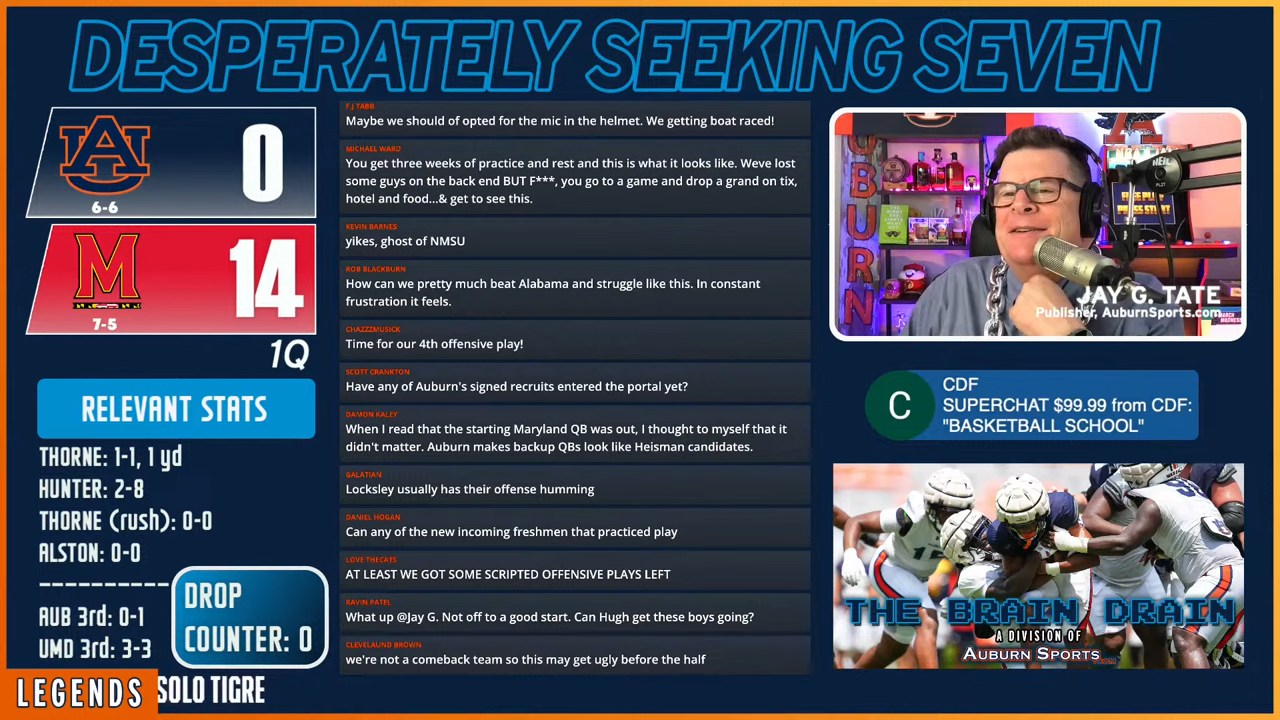 DESPERATELY SEEKING SEVEN
AU
0
6-6
M
14
7-5
1Q
RELEVANT STATS
THORNE: 1-1, 1 yd
HUNTER: 2-8
THORNE (rush): 0-0
ALSTON: 0-0
----------
AUB 3rd: 0-1
UMD 3rd: 3-3
DROP
COUNTER: 0
LEGENDS
SOLO TIGRE
F.J TABB
Maybe we should of opted for the mic in the helmet. We getting boat raced!
MICHAEL WARD
You get three weeks of practice and rest and this is what it looks like. Weve lost
some guys on the back end BUT F***, you go to a game and drop a grand on tix,
hotel and food...& get to see this.
KEVIN BARNES
yikes, ghost of NMSU
ROB BLACKBURN
How can we pretty much beat Alabama and struggle like this. In constant
frustration it feels.
CHAZZZMUSICK
Time for our 4th offensive play!
SCOTT CRANKTON
Have any of Auburn's signed recruits entered the portal yet?
DAMON KALEY
When I read that the starting Maryland QB was out, I thought to myself that it
didn't matter. Auburn makes backup QBs look like Heisman candidates.
GALATIAN
Locksley usually has their offense humming
DANIEL HOGAN
Can any of the new incoming freshmen that practiced play
LOVE THECATS
AT LEAST WE GOT SOME SCRIPTED OFFENSIVE PLAYS LEFT
RAVIN PATEL
What up @Jay G. Not off to a good start. Can Hugh get these boys going?
CLEVELAUND BROWN
we're not a comeback team so this may get ugly before the half
UBURN
JAY G. TATE
Publisher, AuburnSports.com
C
CDF
SUPERCHAT $99.99 from CDF:
"BASKETBALL SCHOOL"
THE BRAIN DRAIN
A DIVISION OF
AUBURN SPORTS